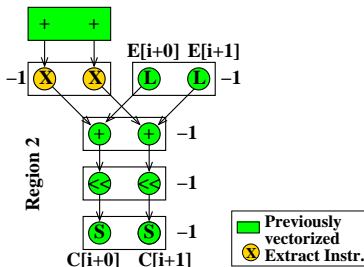 + +
E[i+0] E[i+1]
−1 X X L L −1
+ + −1
<< << −1
S S −1
C[i+0] C[i+1]
Region 2
Previously
vectorized
X Extract Instr.